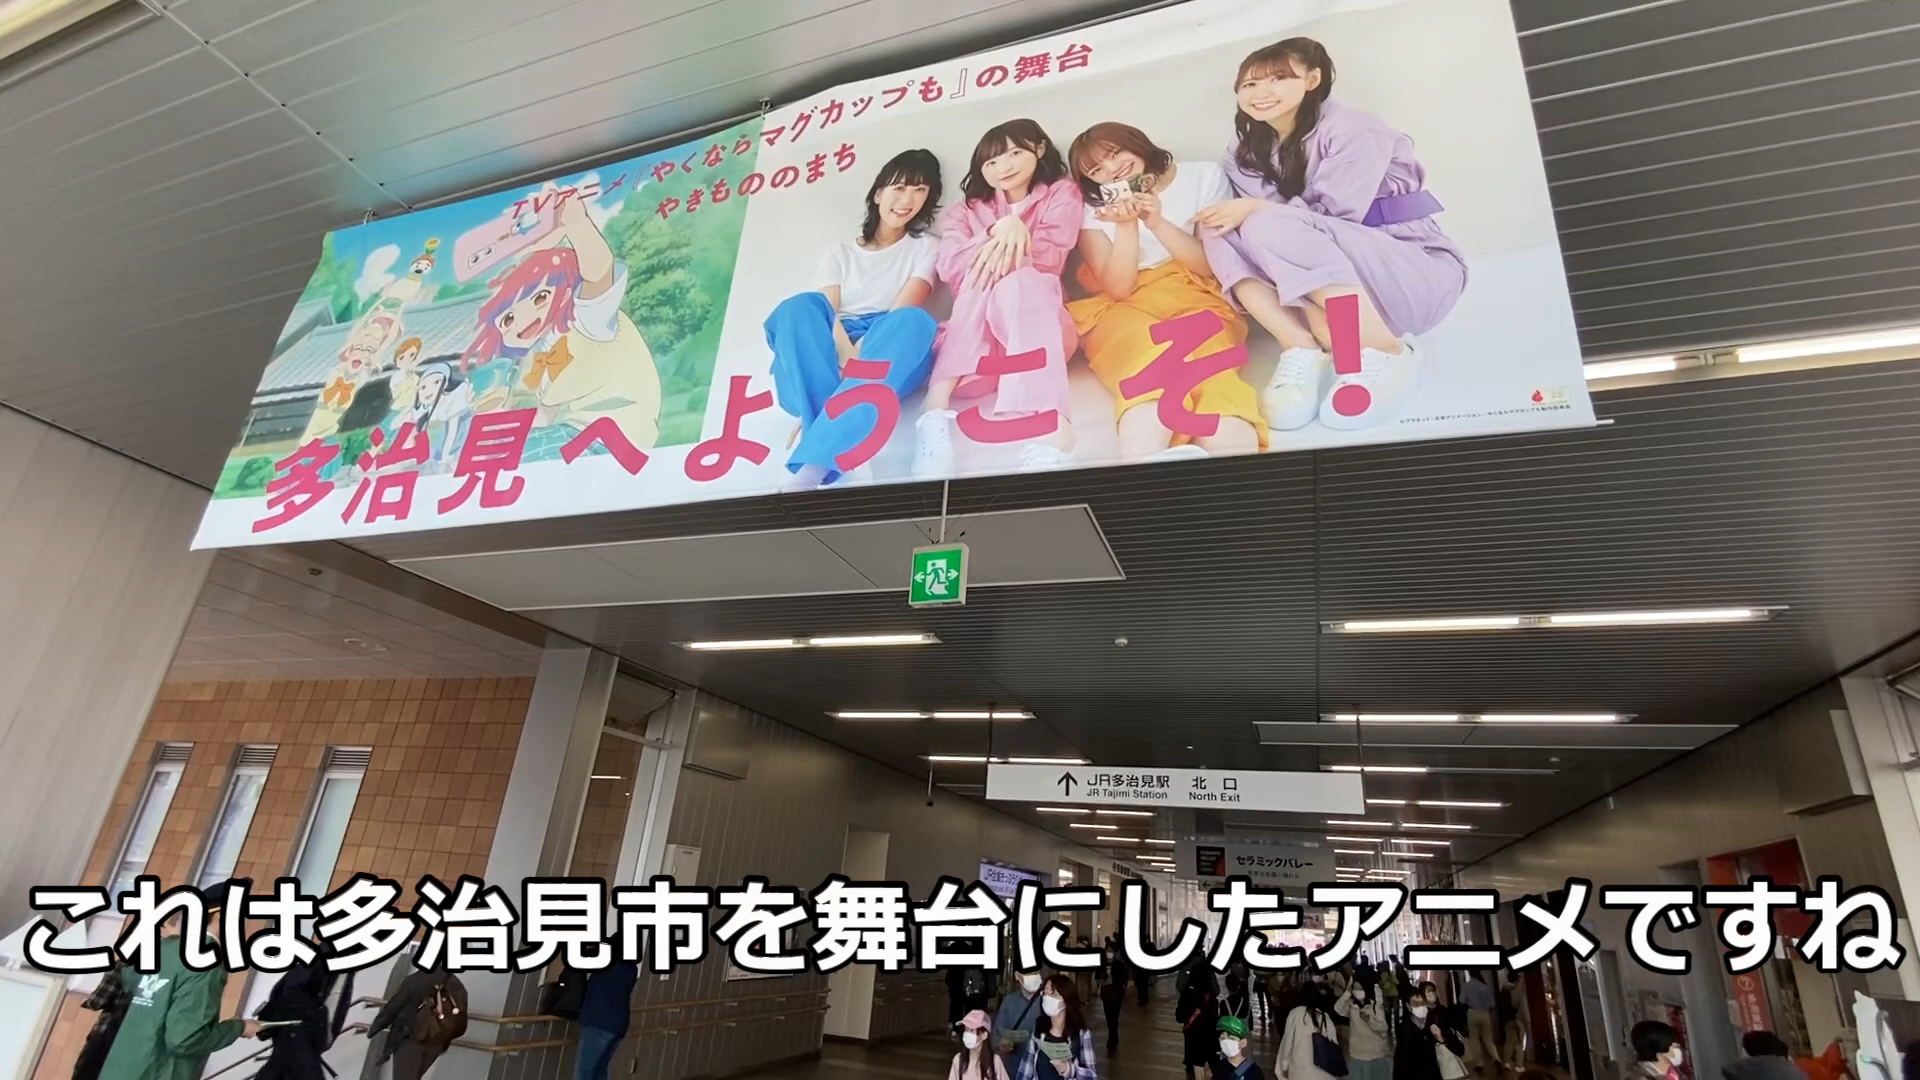 TVアニメ『やくならマグカップも』の舞台
やきもののまち
多治見へようこそ！
JR多治見駅 北口
JR Tajimi Station North Exit
セラミックバレー
これは多治見市を舞台にしたアニメですね